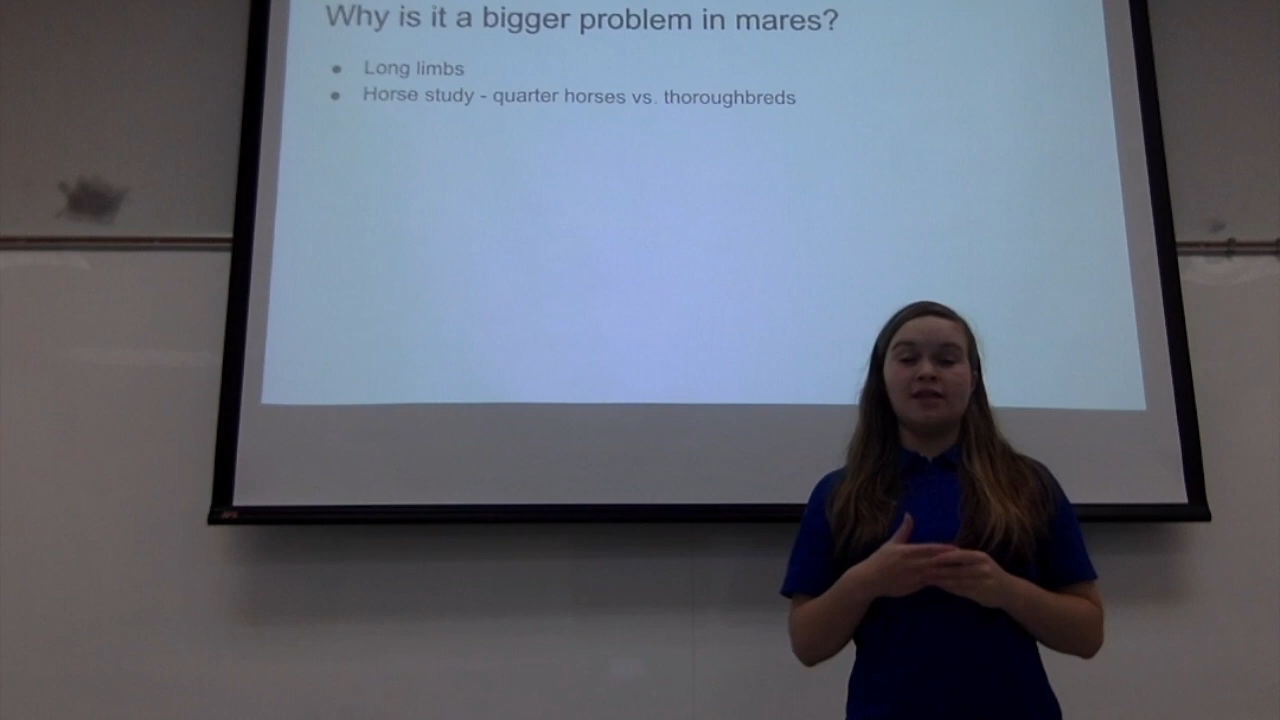 Why is it a bigger problem in mares?
Long limbs
Horse study - quarter horses vs. thoroughbreds